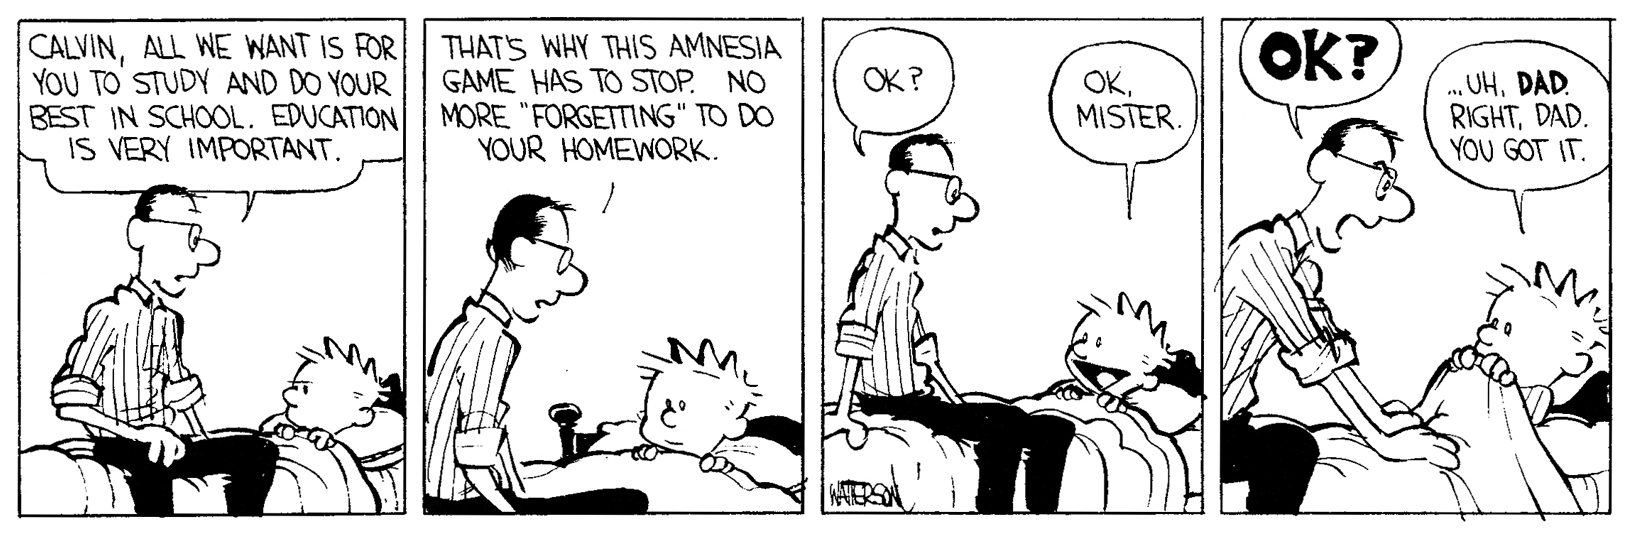 CALVIN, ALL WE WANT IS FOR
YOU TO STUDY AND DO YOUR
BEST IN SCHOOL. EDUCATION
IS VERY IMPORTANT.
THAT'S WHY THIS AMNESIA
GAME HAS TO STOP. NO
MORE "FORGETTING" TO DO
YOUR HOMEWORK.
OK?
OK,
MISTER.
WATTERSON
OK?
...UH, DAD.
RIGHT, DAD.
YOU GOT IT.